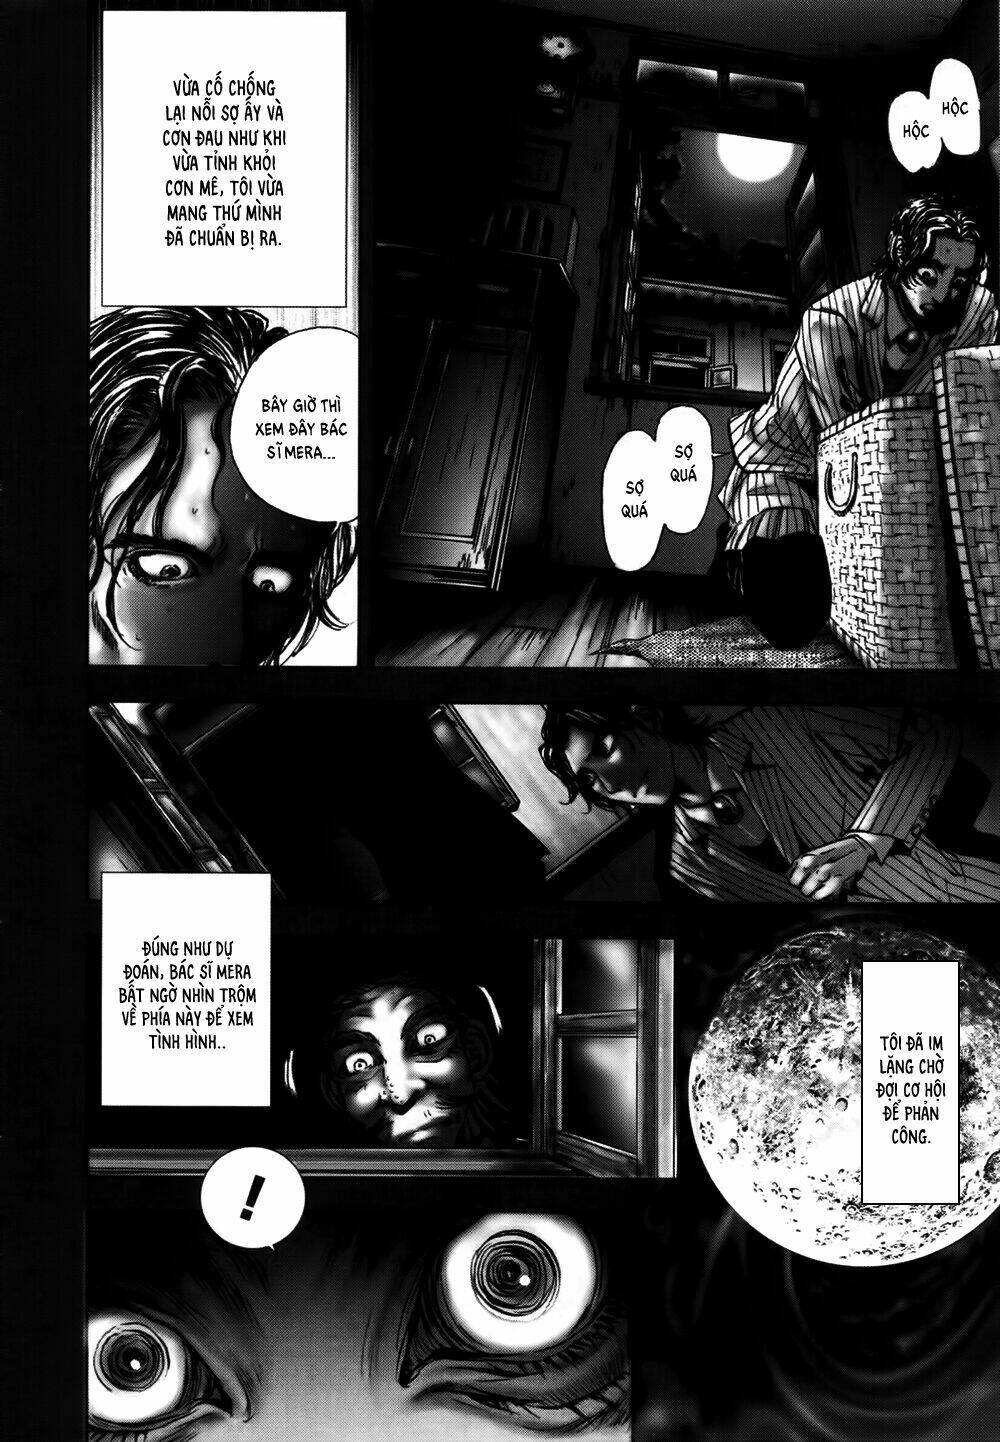 HỘC
HỘC
SỢ
QUÁ
SỢ
QUÁ
VỪA CỐ CHỐNG
LẠI NỖI SỢ ẤY VÀ
CƠN ĐAU NHƯ KHI
VỪA TỈNH KHỎI
CƠN MÊ, TÔI VỪA
MANG THỨ MÌNH
ĐÃ CHUẨN BỊ RA.
BÂY GIỜ THÌ
XEM ĐÂY BÁC
SĨ MERA...
TÔI ĐÃ IM
LẶNG CHỜ
ĐỢI CƠ HỘI
ĐỂ PHẢN
CÔNG.
ĐÚNG NHƯ DỰ
ĐOÁN, BÁC SĨ MERA
BẤT NGỜ NHÌN TRỘM
VỀ PHÍA NÀY ĐỂ XEM
TÌNH HÌNH..
!